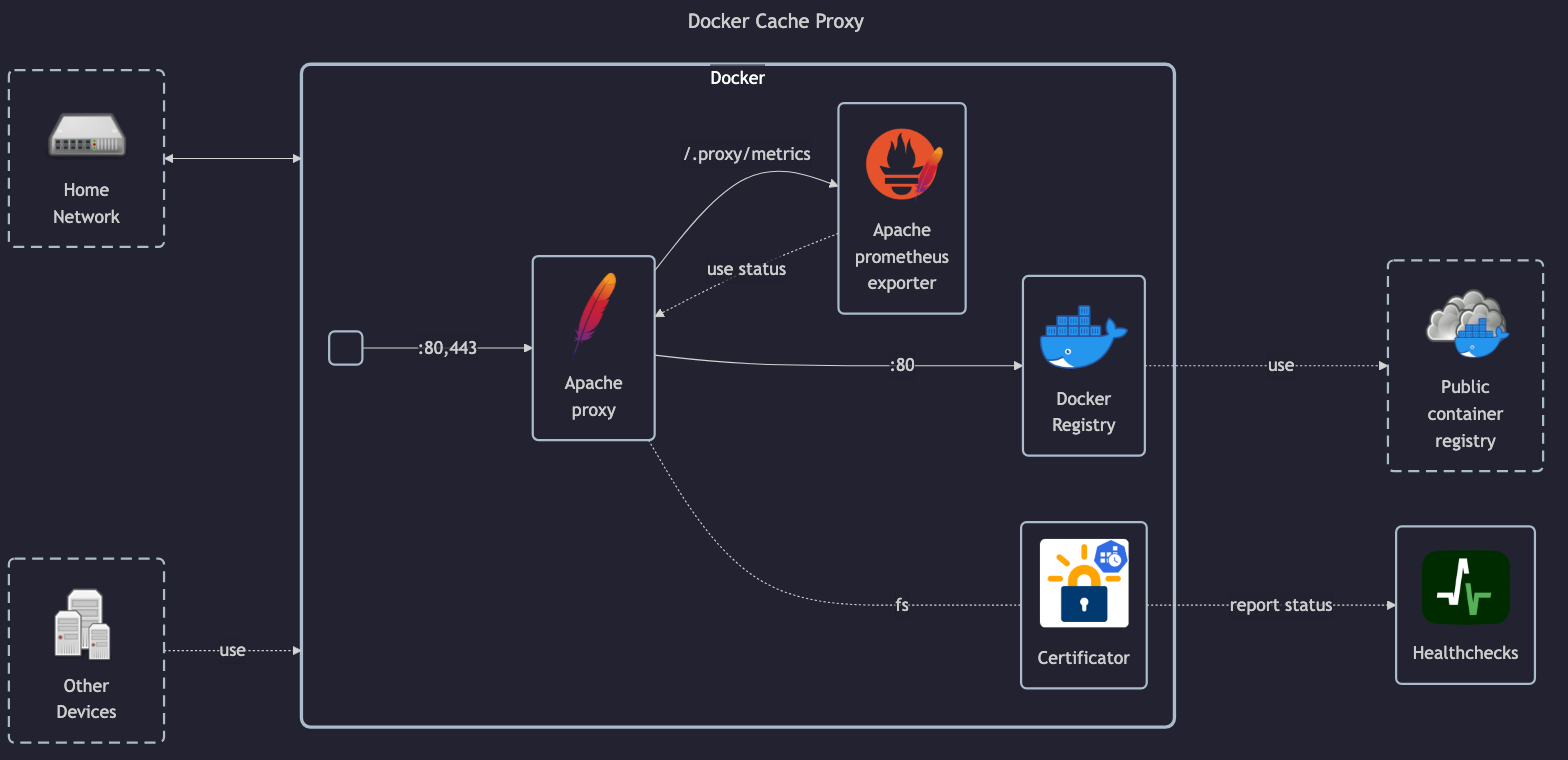 Docker Cache Proxy
Docker
Home
Network
/.proxy/metrics
Apache
prometheus
exporter
use status
:80,443
Apache
proxy
:80
Docker
Registry
use
Public
container
registry
fs
Certificator
report status
Healthchecks
use
Other
Devices